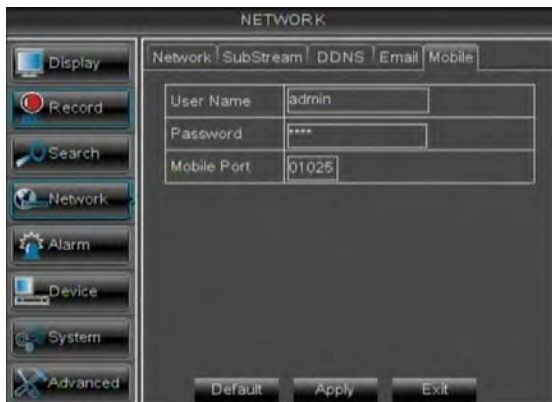 NETWORK
Display
Record
Search
Network
Alarm
Device
System
Advanced
Network SubStream DDNS Email Mobile
User Name admin
Password ****
Mobile Port 01025
Default Apply Exit